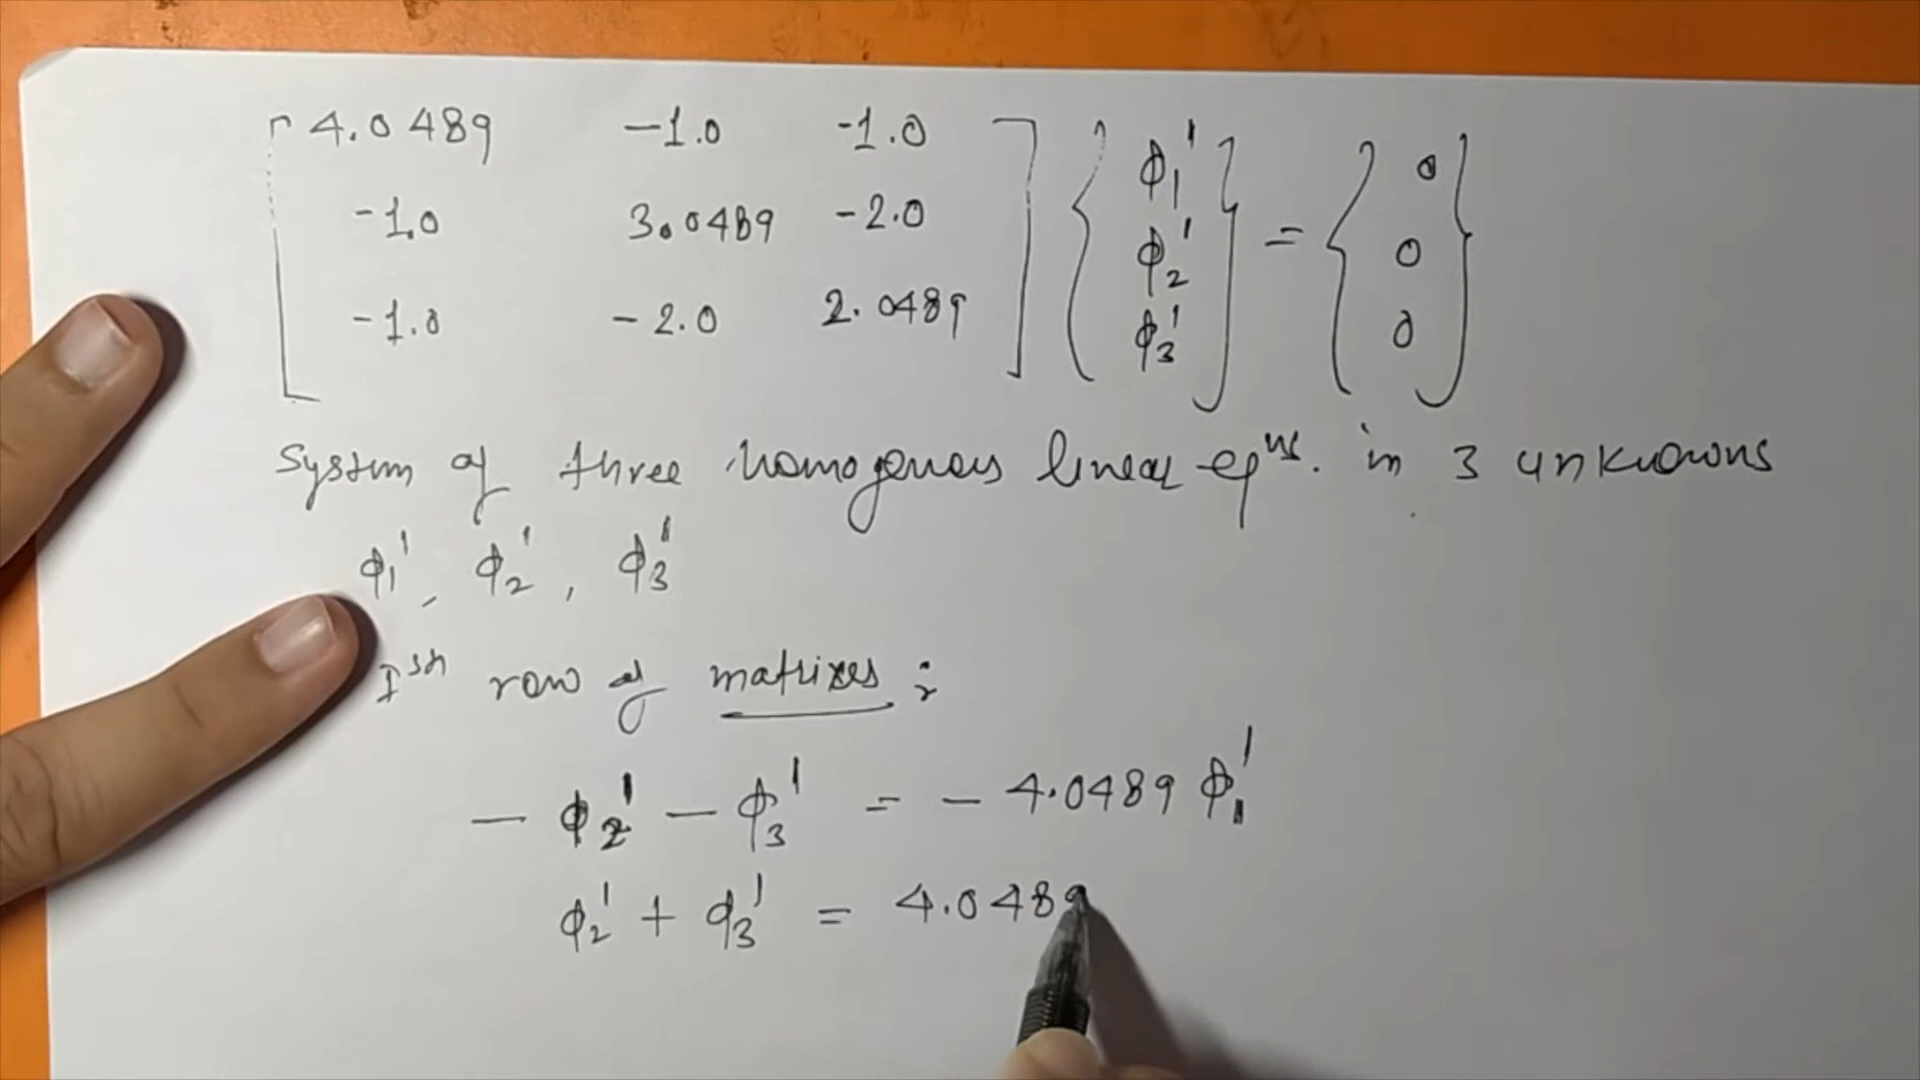 [ 4.0489 -1.0 -1.0 ] { ϕ₁' } = { 0 }
[ -1.0 3.0489 -2.0 ] { ϕ₂' } = { 0 }
[ -1.0 -2.0 2.0489 ] { ϕ₃' } = { 0 }
System of three homogenous linear eqⁿˢ. in 3 unknowns
ϕ₁', ϕ₂', ϕ₃'
Iˢᵗ row of matrixes :
- ϕ₂' - ϕ₃' = - 4.0489 ϕ₁'
ϕ₂' + ϕ₃' = 4.0489